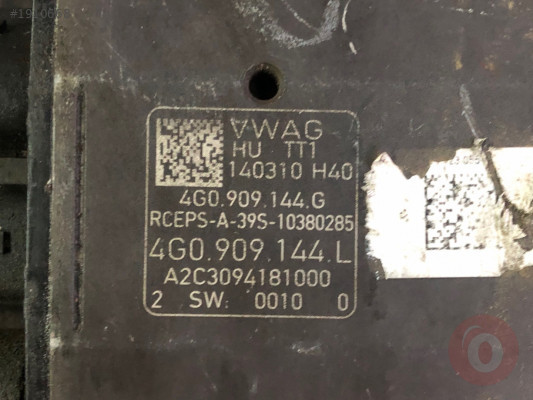 VWAG
HU TT1
140310 H40
4G0.909.144.G
RCEPS-A-39S-10380285
4G0.909.144.L
A2C3094181000
2 SW: 0010 0